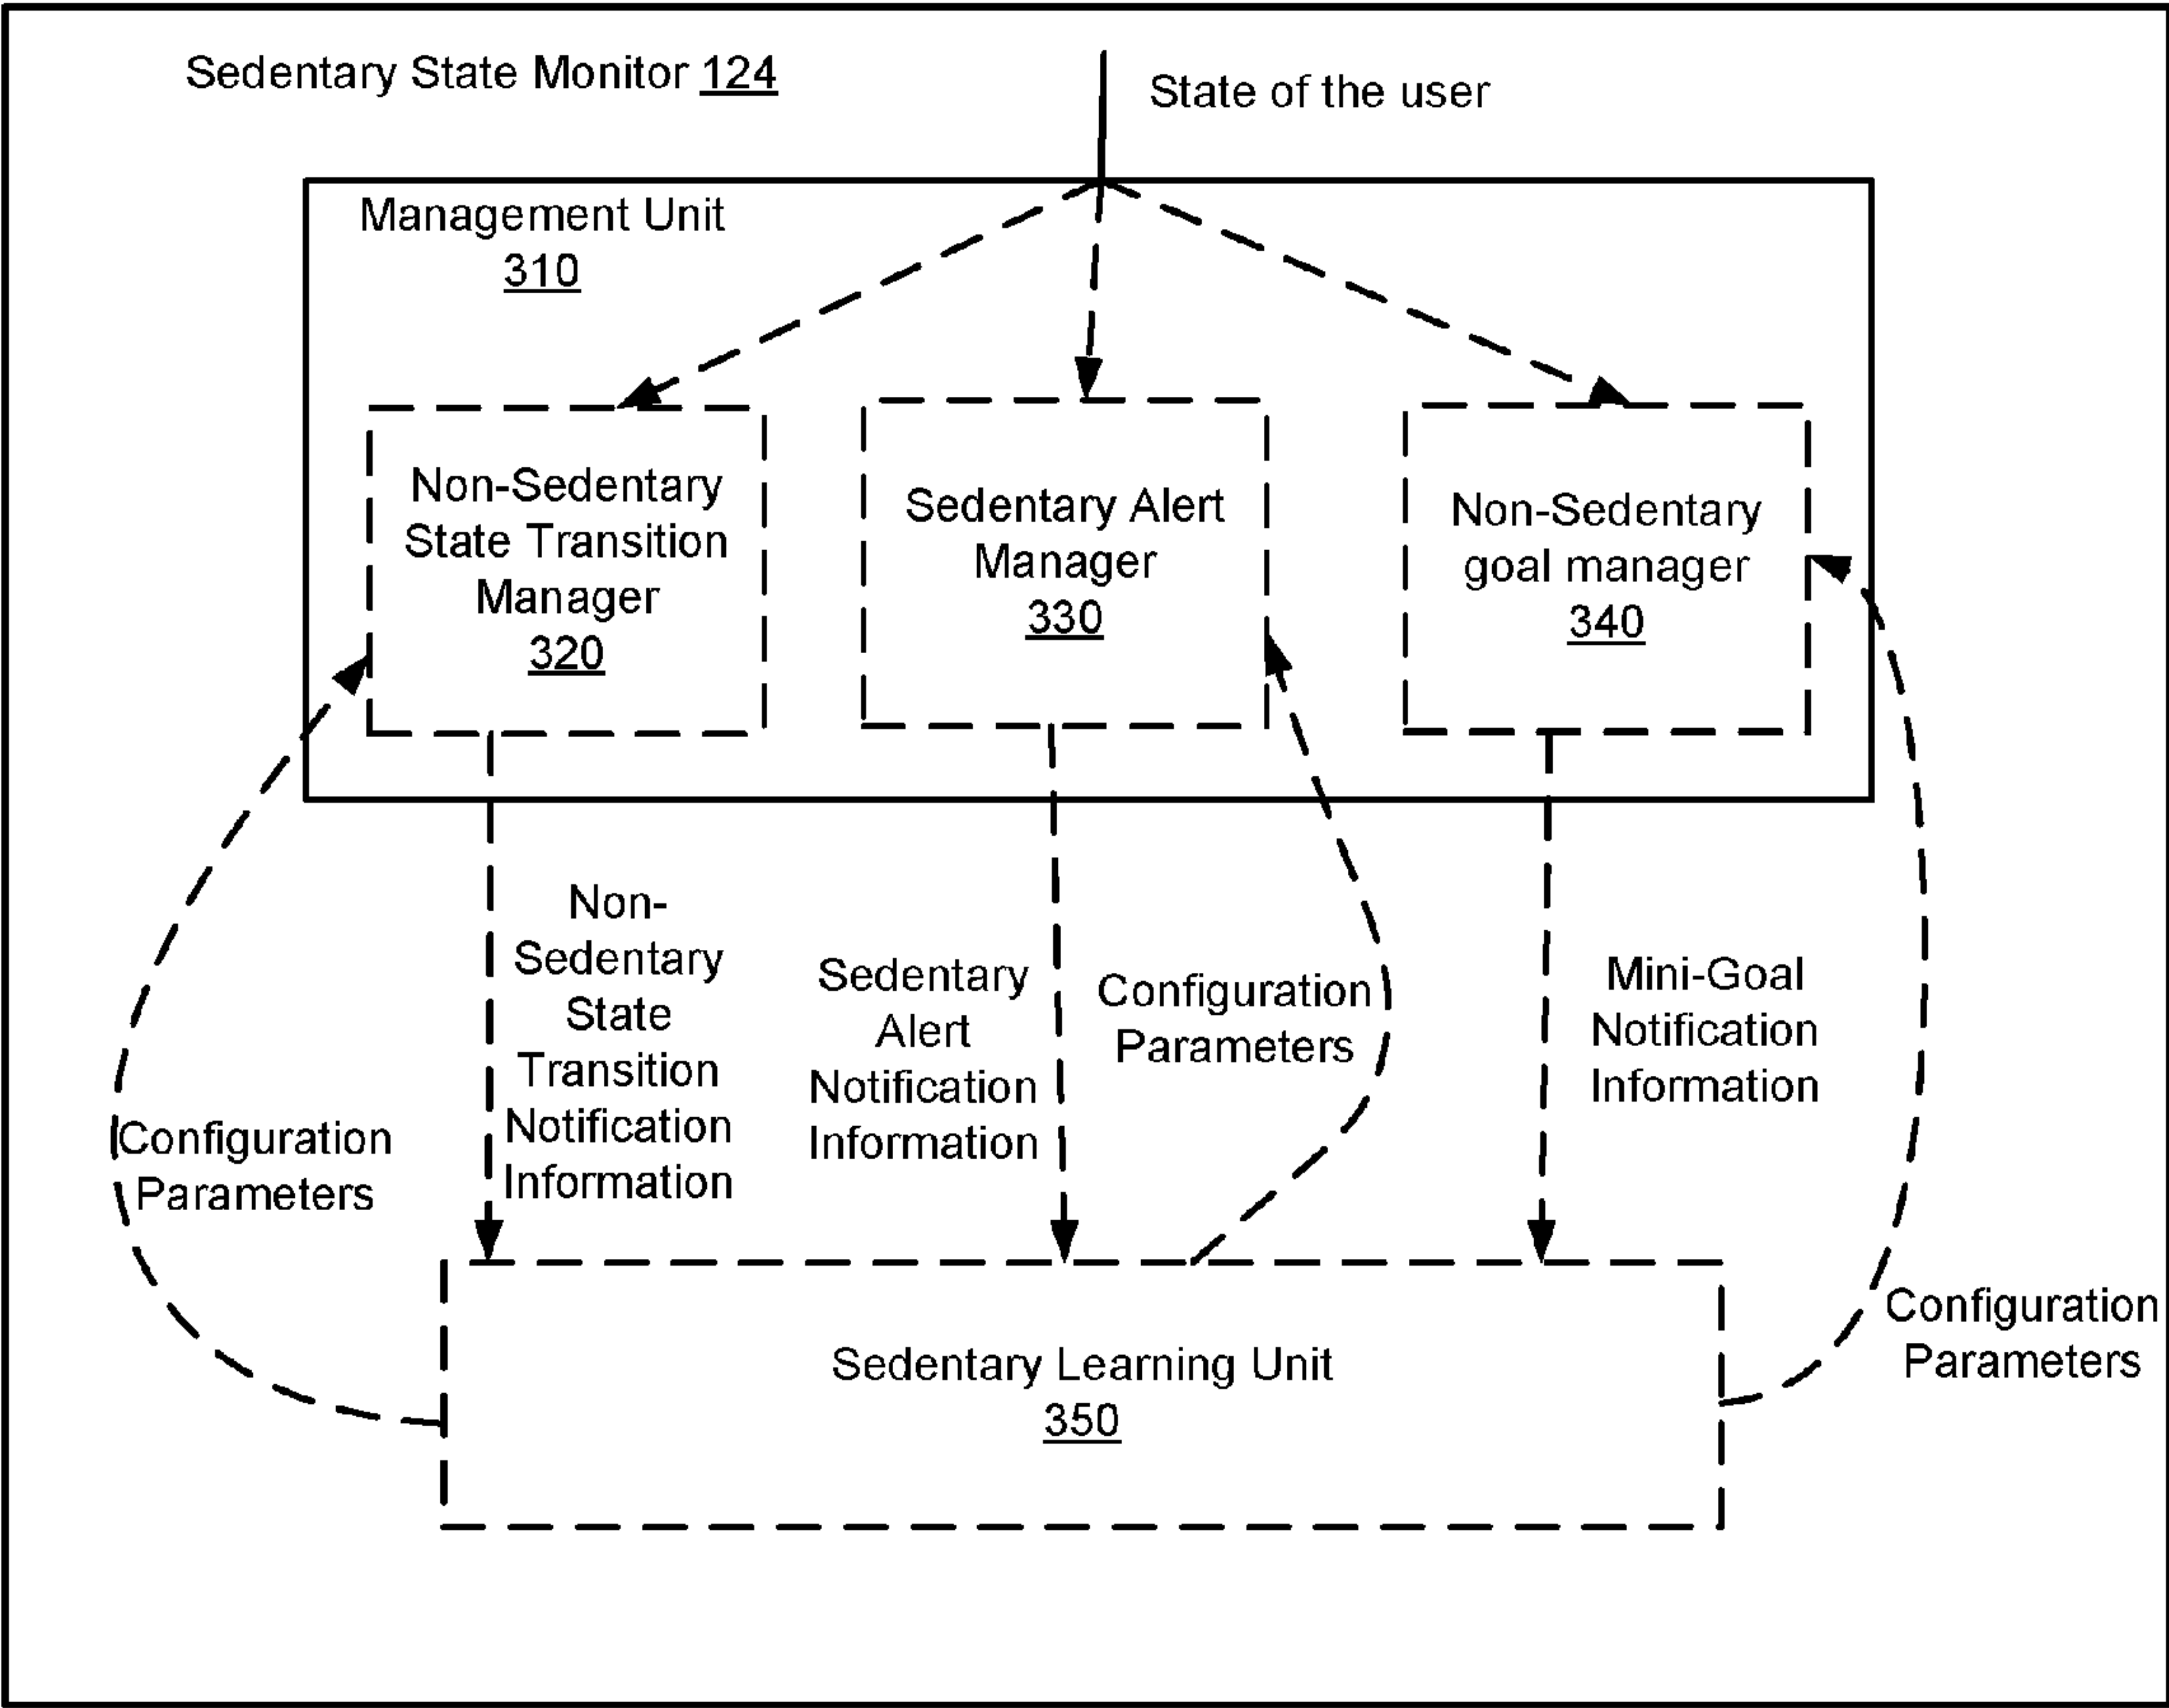 Sedentary State Monitor 124
State of the user
Management Unit
310
Non-Sedentary
State Transition
Manager
320
Sedentary Alert
Manager
330
Non-Sedentary
goal manager
340
Non-
Sedentary
State
Transition
Notification
Information
Sedentary
Alert
Notification
Information
Configuration
Parameters
Mini-Goal
Notification
Information
Configuration
Parameters
Configuration
Parameters
Sedentary Learning Unit
350